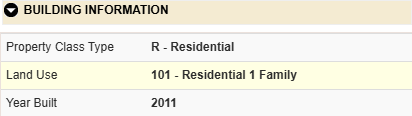 BUILDING INFORMATION
Property Class Type R - Residential
Land Use 101 - Residential 1 Family
Year Built 2011